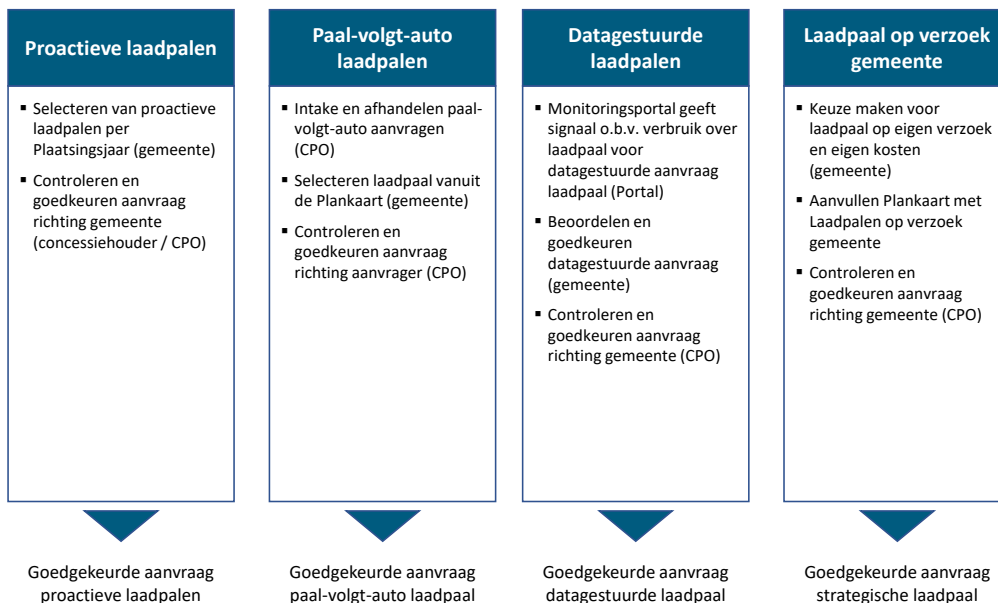 Proactieve laadpalen
▪ Selecteren van proactieve
laadpalen per
Plaatsingsjaar (gemeente)
▪ Controleren en
goedkeuren aanvraag
richting gemeente
(concessiehouder / CPO)
Goedgekeurde aanvraag
proactieve laadpalen
Paal-volgt-auto
laadpalen
▪ Intake en afhandelen paal-
volgt-auto aanvragen
(CPO)
▪ Selecteren laadpaal vanuit
de Plankaart (gemeente)
▪ Controleren en
goedkeuren aanvraag
richting aanvrager (CPO)
Goedgekeurde aanvraag
paal-volgt-auto laadpaal
Datagestuurde
laadpalen
▪ Monitoringsportal geeft
signaal o.b.v. verbruik over
laadpaal voor
datagestuurde aanvraag
laadpaal (Portal)
▪ Beoordelen en
goedkeuren
datagestuurde aanvraag
(gemeente)
▪ Controleren en
goedkeuren aanvraag
richting gemeente (CPO)
Goedgekeurde aanvraag
datagestuurde laadpaal
Laadpaal op verzoek
gemeente
▪ Keuze maken voor
laadpaal op eigen verzoek
en eigen kosten
(gemeente)
▪ Aanvullen Plankaart met
Laadpalen op verzoek
gemeente
▪ Controleren en
goedkeuren aanvraag
richting gemeente (CPO)
Goedgekeurde aanvraag
strategische laadpaal